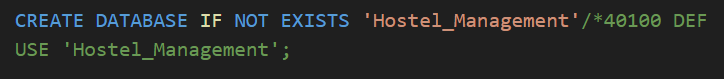 CREATE DATABASE IF NOT EXISTS 'Hostel_Management'/*40100 DEF
USE 'Hostel_Management';